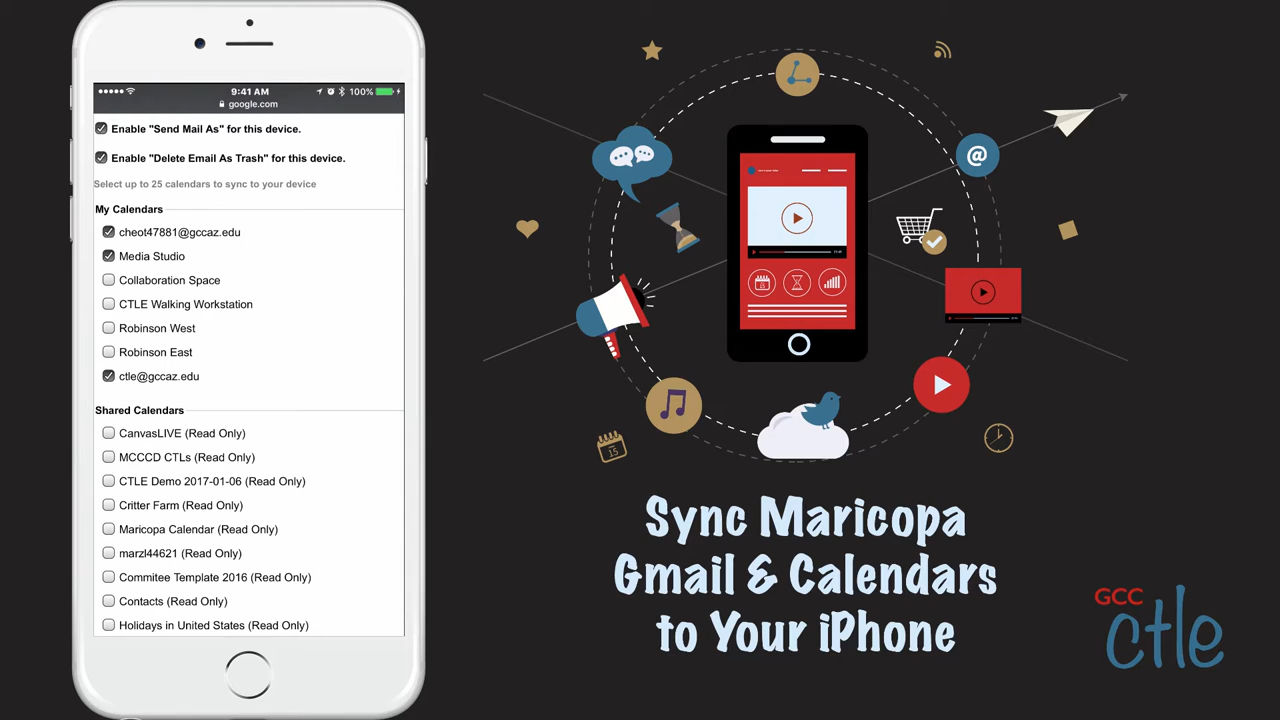 9:41 AM
100%
google.com
Enable "Send Mail As" for this device.
Enable "Delete Email As Trash" for this device.
Select up to 25 calendars to sync to your device
My Calendars
cheot47881@gccaz.edu
Media Studio
Collaboration Space
CTLE Walking Workstation
Robinson West
Robinson East
ctle@gccaz.edu
Shared Calendars
CanvasLIVE (Read Only)
MCCCD CTLs (Read Only)
CTLE Demo 2017-01-06 (Read Only)
Critter Farm (Read Only)
Maricopa Calendar (Read Only)
marzl44621 (Read Only)
Commitee Template 2016 (Read Only)
Contacts (Read Only)
Holidays in United States (Read Only)
@
15
Sync Maricopa
Gmail & Calendars
to Your iPhone
GCC
ctle